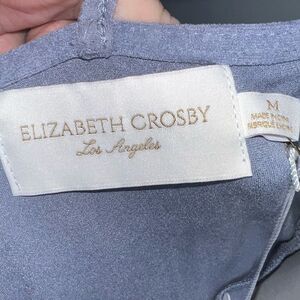 ELIZABETH CROSBY
Los Angeles
M
MADE IN CHINA